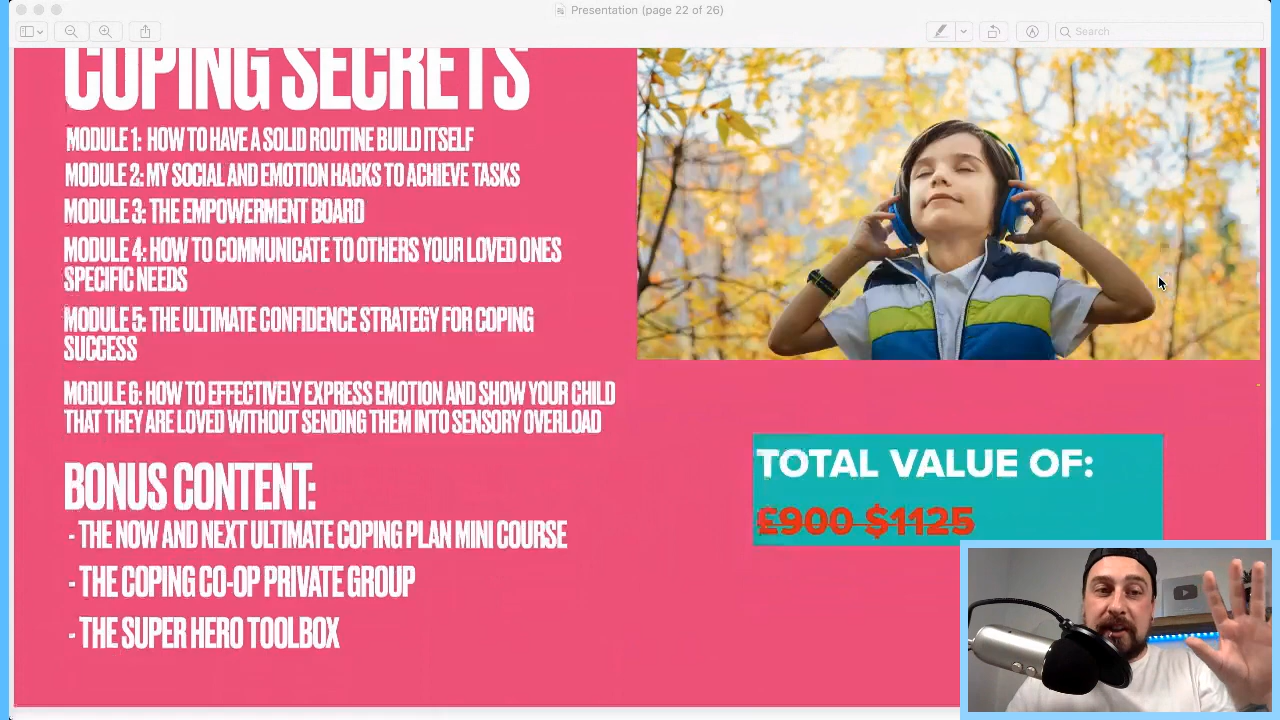 Presentation (page 22 of 26)
Search
COPING SECRETS
MODULE 1: HOW TO HAVE A SOLID ROUTINE BUILD ITSELF
MODULE 2: MY SOCIAL AND EMOTION HACKS TO ACHIEVE TASKS
MODULE 3: THE EMPOWERMENT BOARD
MODULE 4: HOW TO COMMUNICATE TO OTHERS YOUR LOVED ONES
SPECIFIC NEEDS
MODULE 5: THE ULTIMATE CONFIDENCE STRATEGY FOR COPING
SUCCESS
MODULE 6: HOW TO EFFECTIVELY EXPRESS EMOTION AND SHOW YOUR CHILD
THAT THEY ARE LOVED WITHOUT SENDING THEM INTO SENSORY OVERLOAD
BONUS CONTENT:
- THE NOW AND NEXT ULTIMATE COPING PLAN MINI COURSE
- THE COPING CO-OP PRIVATE GROUP
- THE SUPER HERO TOOLBOX
TOTAL VALUE OF:
£900 $1125